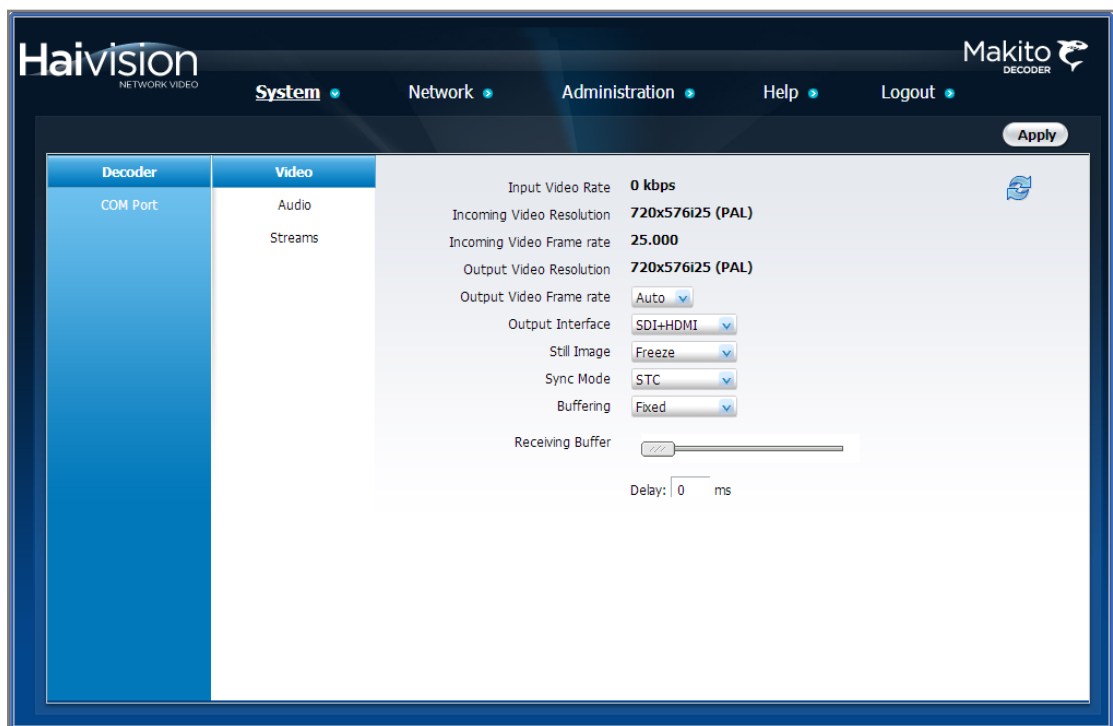 Haivision
NETWORK VIDEO
Makito
DECODER
System Network Administration Help Logout
Apply
Decoder Video
COM Port Audio
Streams
Input Video Rate 0 kbps
Incoming Video Resolution 720x576i25 (PAL)
Incoming Video Frame rate 25.000
Output Video Resolution 720x576i25 (PAL)
Output Video Frame rate Auto
Output Interface SDI+HDMI
Still Image Freeze
Sync Mode STC
Buffering Fixed
Receiving Buffer
Delay: 0 ms